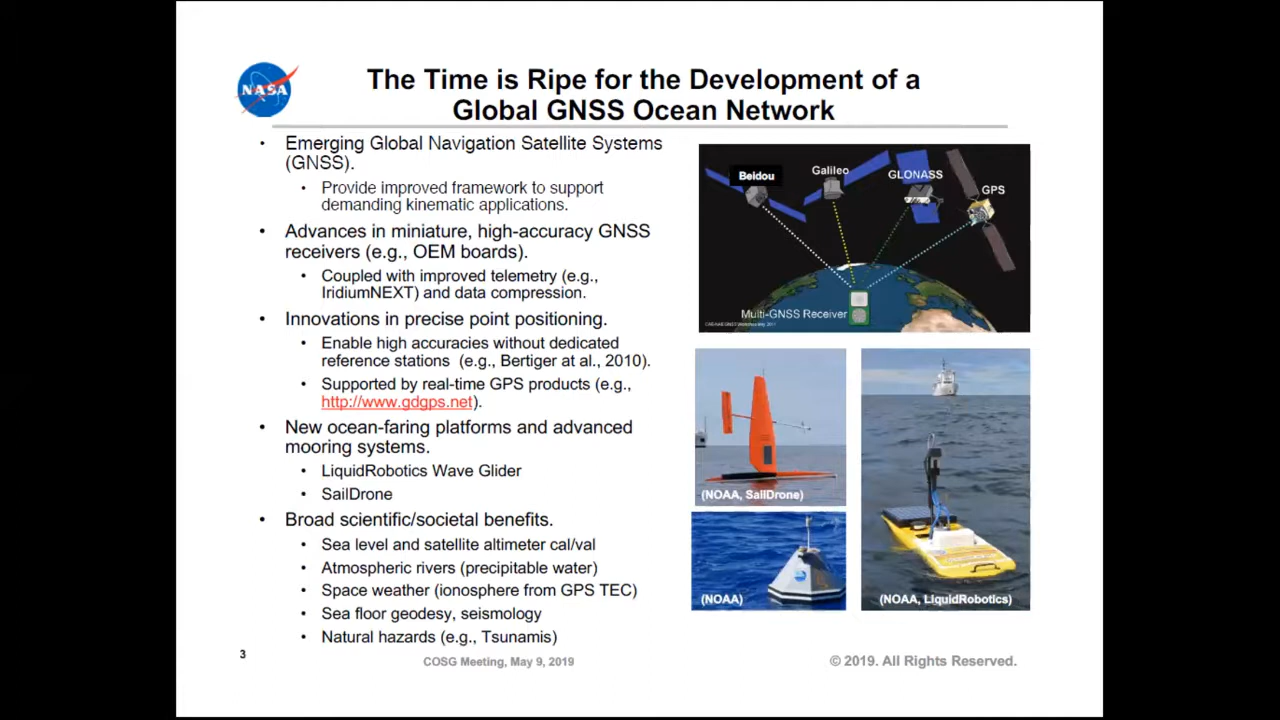 NASA
The Time is Ripe for the Development of a
Global GNSS Ocean Network
• Emerging Global Navigation Satellite Systems
(GNSS).
• Provide improved framework to support
demanding kinematic applications.
• Advances in miniature, high-accuracy GNSS
receivers (e.g., OEM boards).
• Coupled with improved telemetry (e.g.,
IridiumNEXT) and data compression.
• Innovations in precise point positioning.
• Enable high accuracies without dedicated
reference stations (e.g., Bertiger at al., 2010).
• Supported by real-time GPS products (e.g.,
http://www.gdgps.net).
• New ocean-faring platforms and advanced
mooring systems.
• LiquidRobotics Wave Glider
• SailDrone
• Broad scientific/societal benefits.
• Sea level and satellite altimeter cal/val
• Atmospheric rivers (precipitable water)
• Space weather (ionosphere from GPS TEC)
• Sea floor geodesy, seismology
• Natural hazards (e.g., Tsunamis)
Beidou
Galileo
GLONASS
GPS
Multi-GNSS Receiver
(NOAA, SailDrone)
(NOAA)
(NOAA, LiquidRobotics)
3
COSG Meeting, May 9, 2019
© 2019. All Rights Reserved.